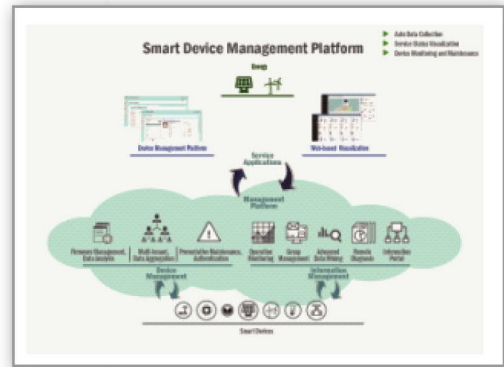 Smart Device Management Platform
Auto Data Collection
Service Status Visualization
Device Monitoring and Maintenance
Energy
Device Management Platform
Web-based Visualization
Service
Applications
Management
Platform
Firmware Management,
Data Analysis
Multi-tenant,
Data Aggregation
Preventative Maintenance,
Authentication
Operation
Monitoring
Group
Management
Advanced
Data Mining
Remote
Diagnosis
Information
Portal
Device
Management
Information
Management
Smart Devices